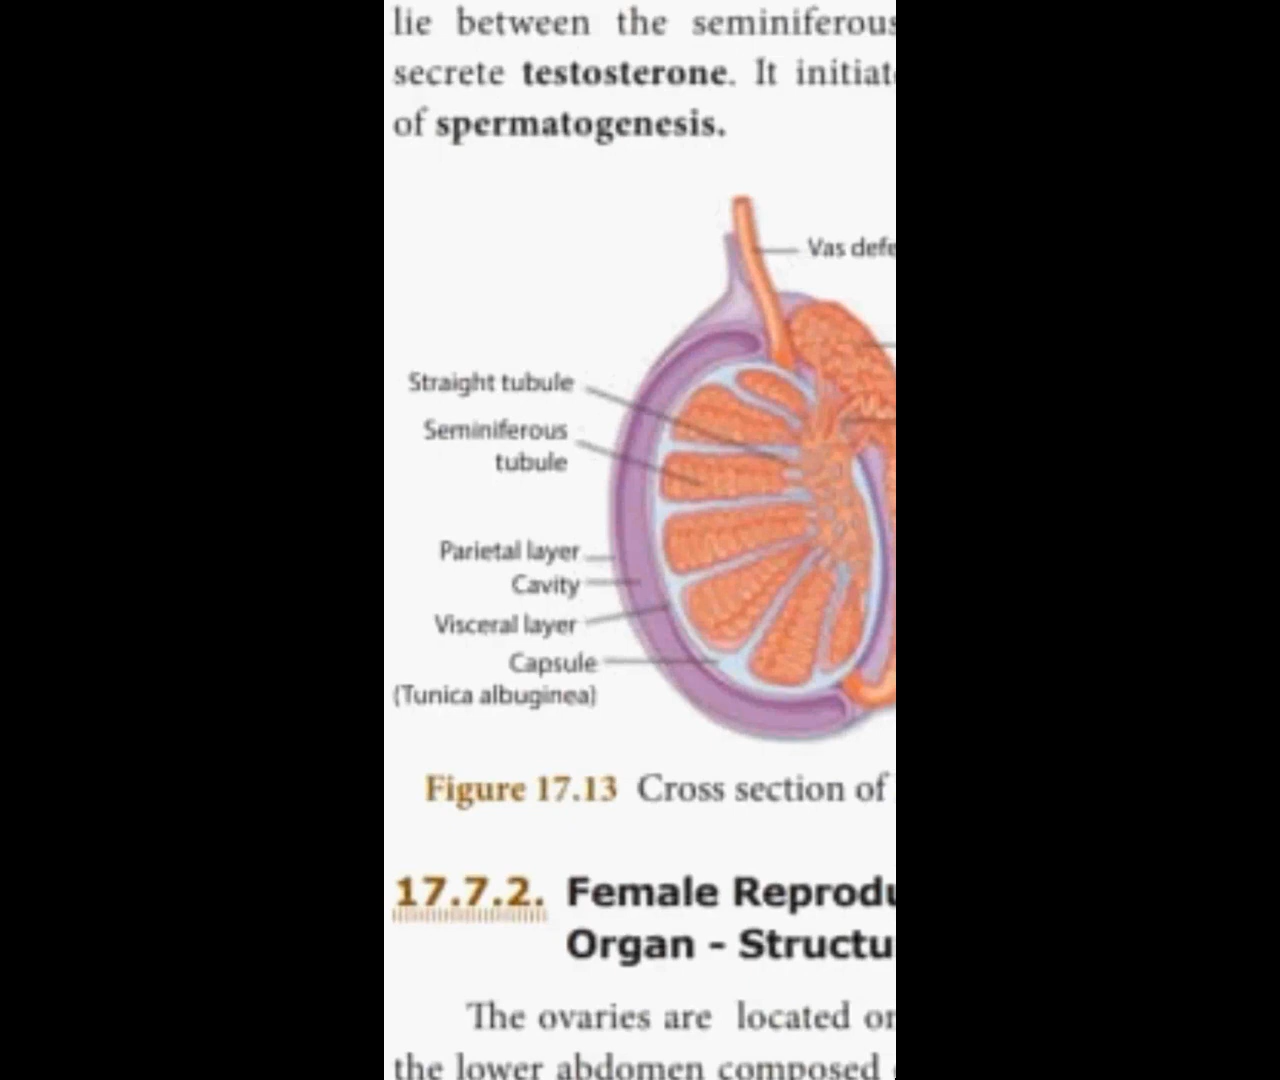 lie between the seminiferous
secrete testosterone. It initiat
of spermatogenesis.
Vas defe
Straight tubule
Seminiferous
tubule
Parietal layer
Cavity
Visceral layer
Capsule
(Tunica albuginea)
Figure 17.13 Cross section of
17.7.2. Female Reprodu
Organ - Structu
The ovaries are located on
the lower abdomen composed